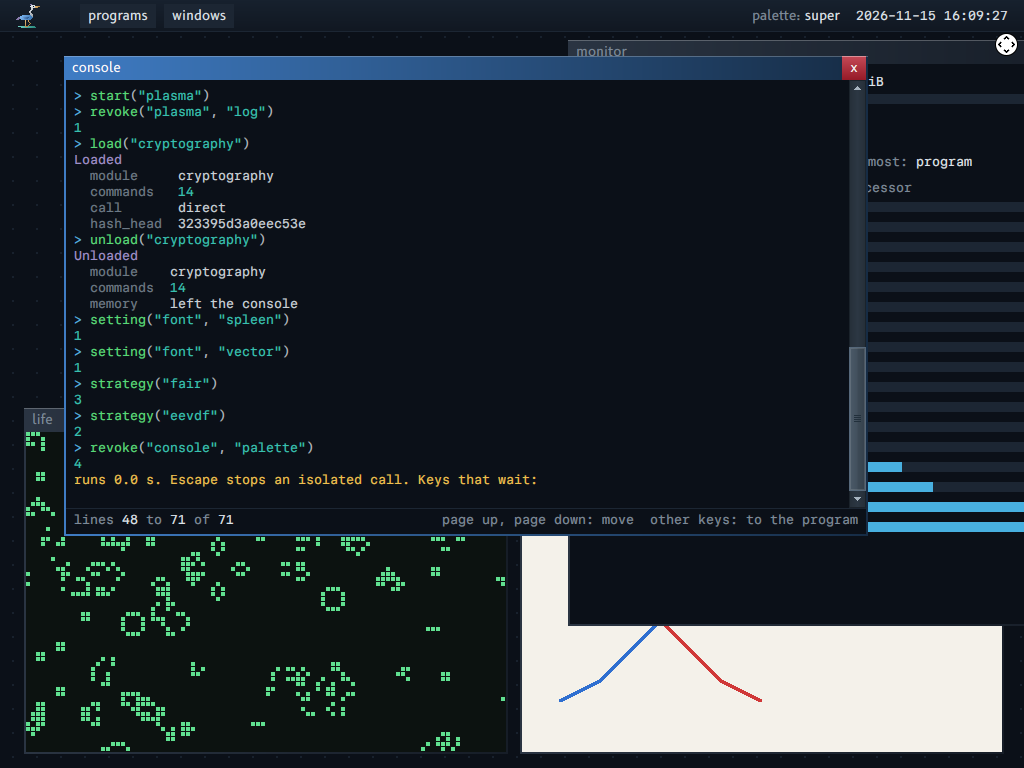 programs windows palette: super 2026-11-15 16:09:27
monitor
console x
iB
> start("plasma")
> revoke("plasma", "log")
1
> load("cryptography")
Loaded
module cryptography
commands 14
call direct
hash_head 323395d3a0eec53e
> unload("cryptography")
Unloaded
module cryptography
commands 14
memory left the console
> setting("font", "spleen")
1
> setting("font", "vector")
1
> strategy("fair")
3
> strategy("eevdf")
2
> revoke("console", "palette")
4
runs 0.0 s. Escape stops an isolated call. Keys that wait:
lines 48 to 71 of 71 page up, page down: move other keys: to the program
most: program
cessor
life